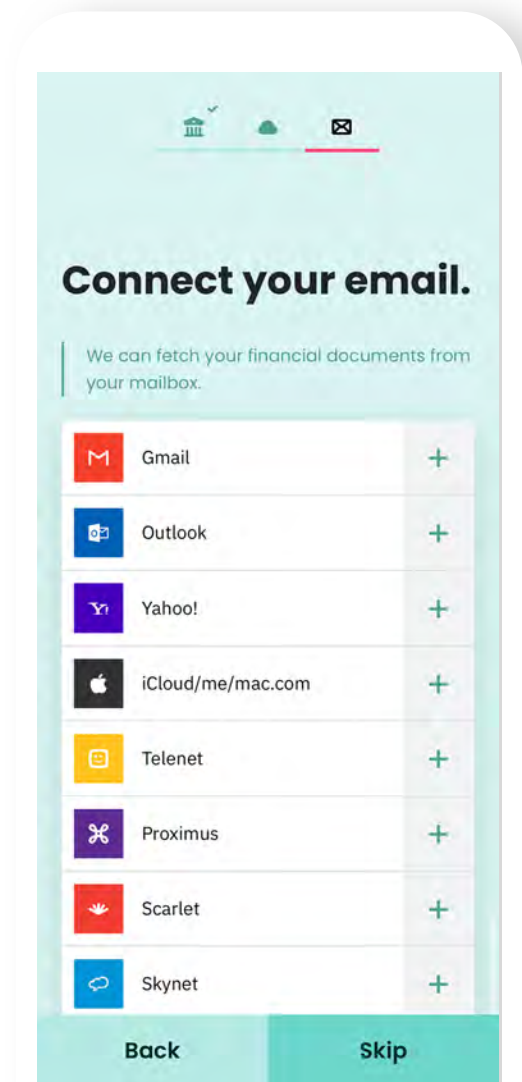 Connect your email.
We can fetch your financial documents from
your mailbox.
Gmail
Outlook
Yahoo!
iCloud/me/mac.com
Telenet
Proximus
Scarlet
Skynet
Back
Skip